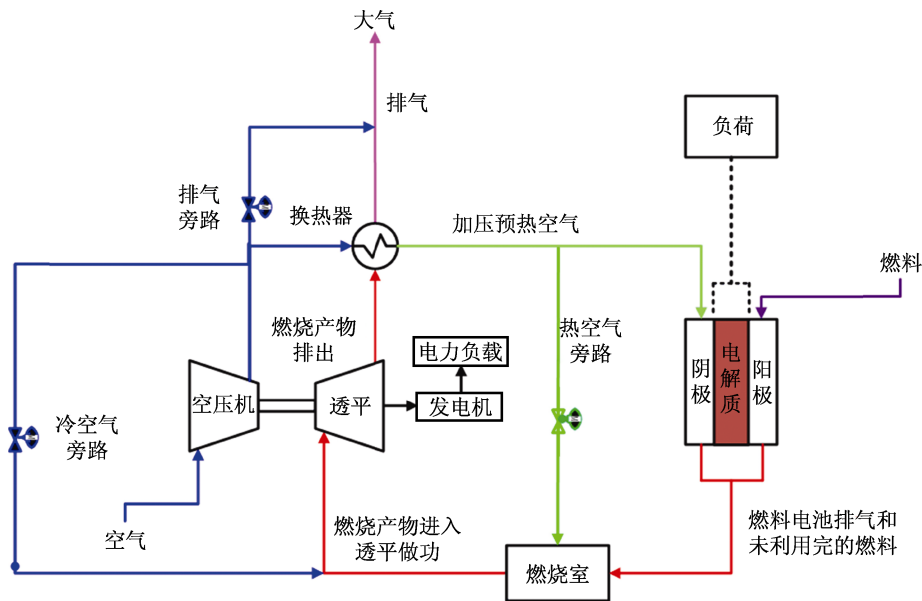 大气
排气
负荷
排气
旁路
换热器
加压预热空气
燃料
燃烧产物
排出
热空气
旁路
电力负载
空压机
透平
发电机
阴极
电解质
阳极
冷空气
旁路
空气
燃烧产物进入
透平做功
燃烧室
燃料电池排气和
未利用完的燃料